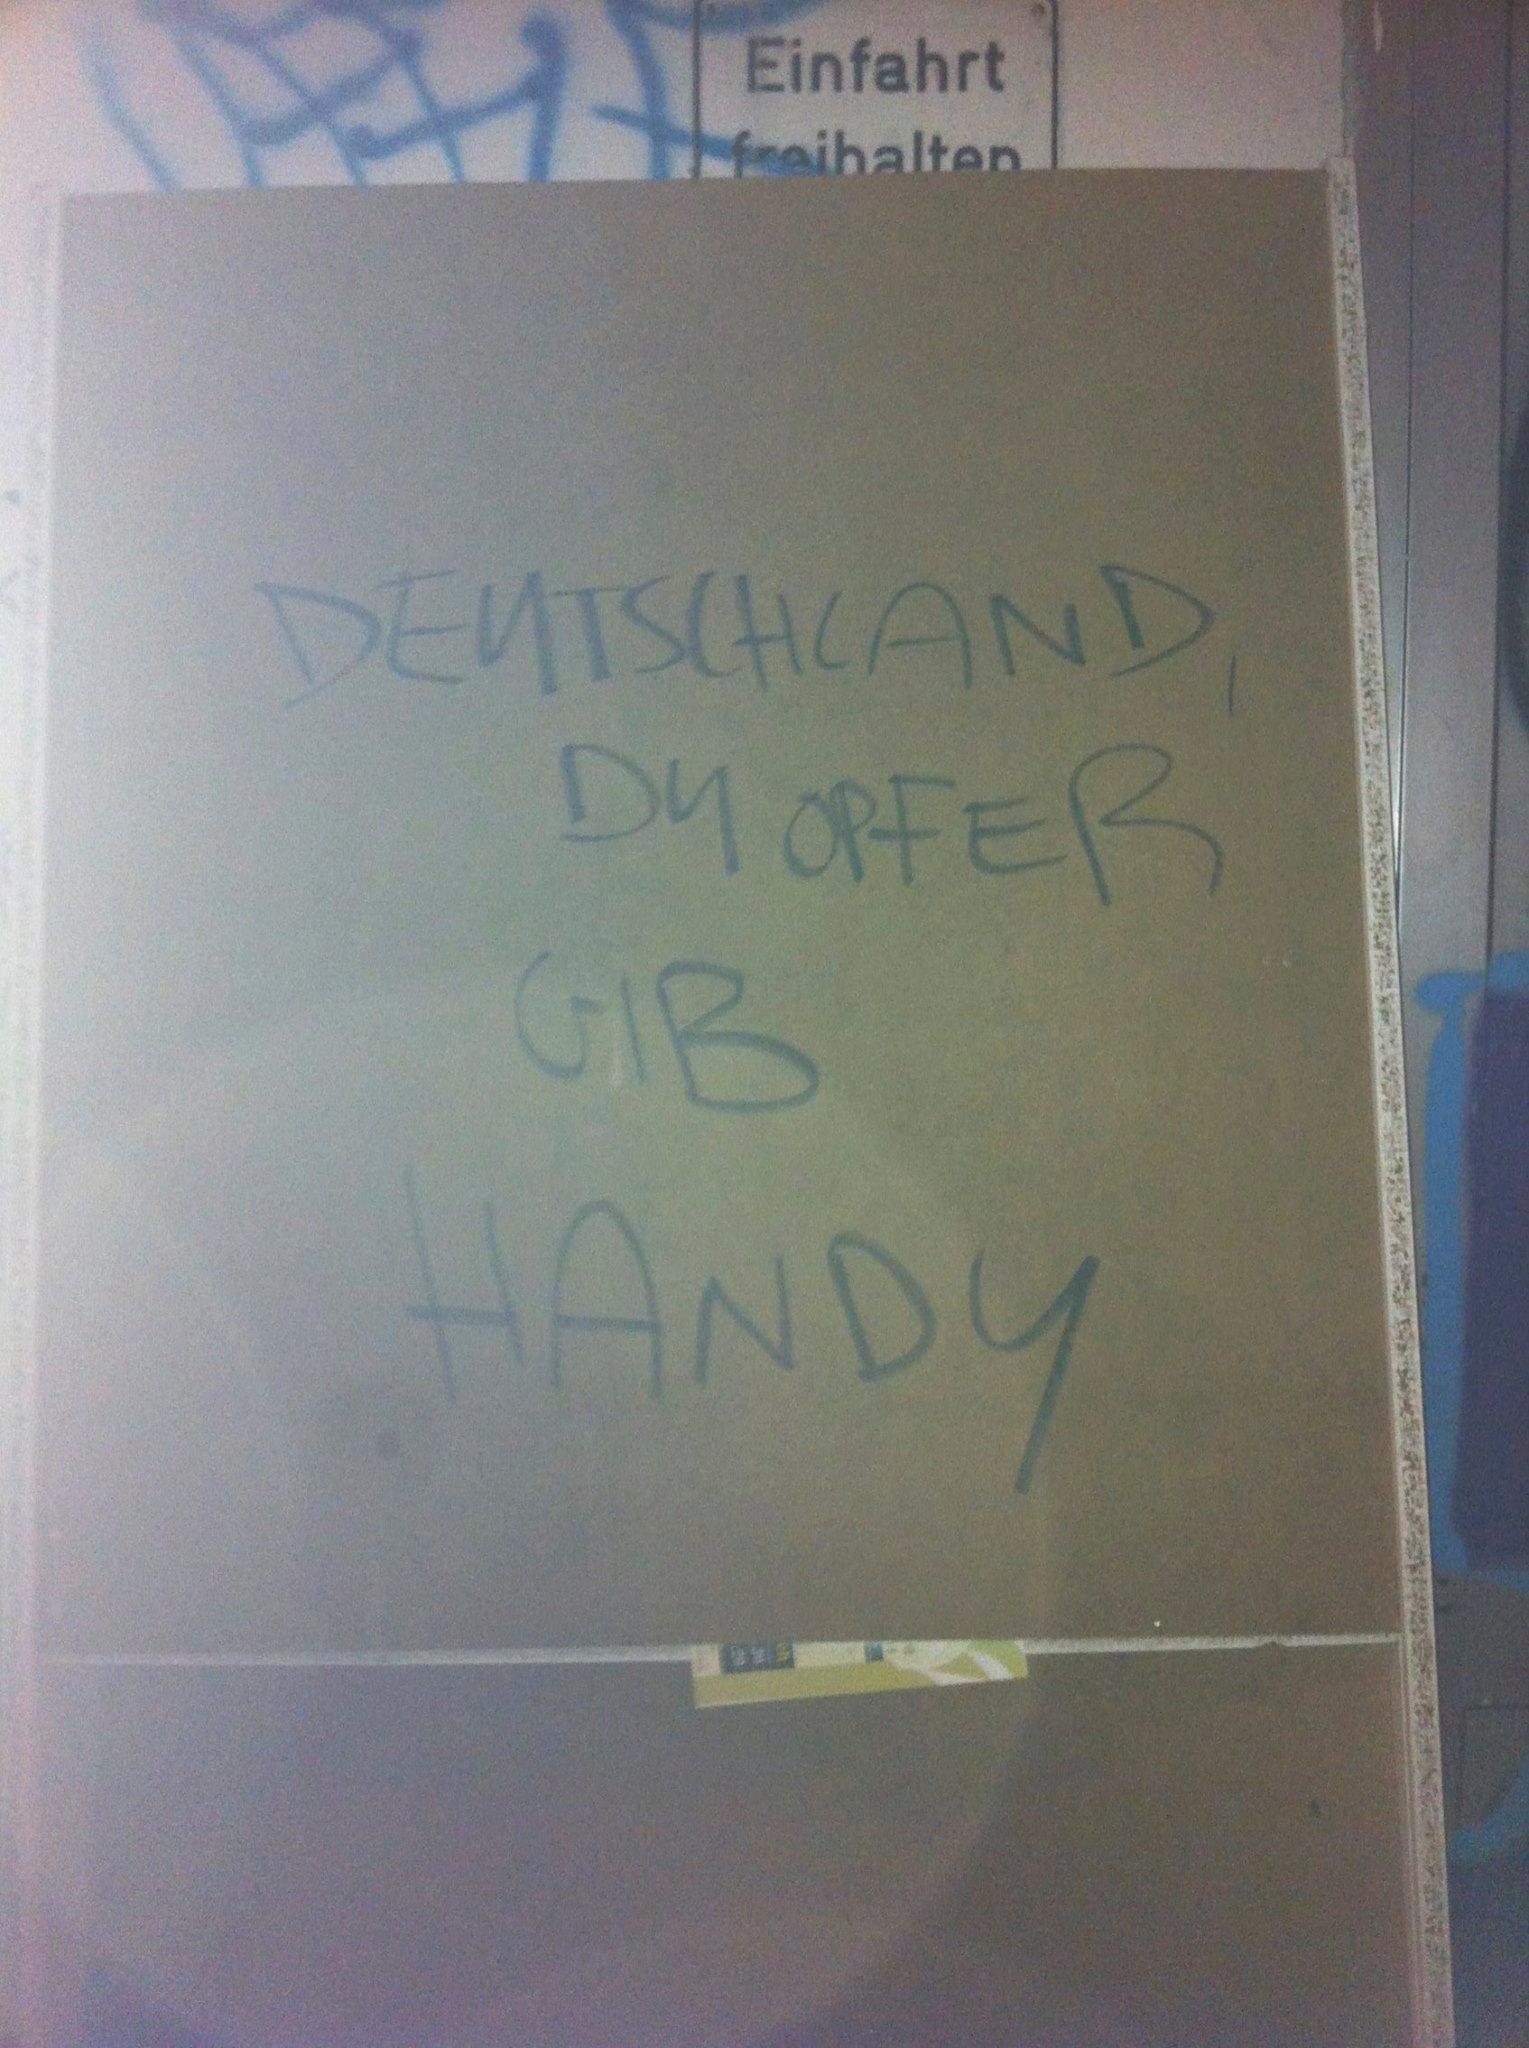 Einfahrt
freihalten
DEUTSCHLAND,
DU OPFER
GIB
HANDY